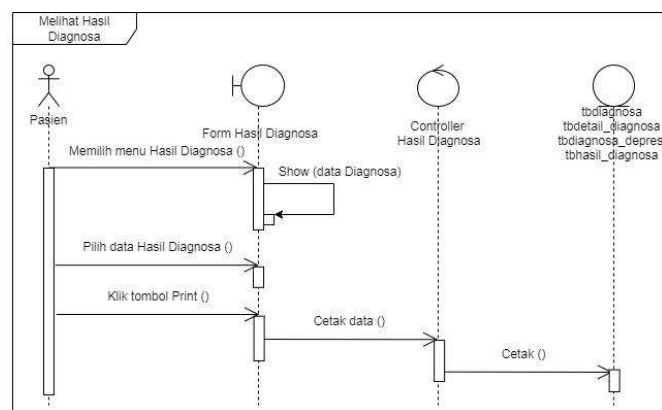 Melihat Hasil
Diagnosa
Pasien
Form Hasil Diagnosa
Controller
Hasil Diagnosa
tbdiagnosa
tbdetail_diagnosa
tbdiagnosa_depres
tbhasil_diagnosa
Memilih menu Hasil Diagnosa ()
Show (data Diagnosa)
Pilih data Hasil Diagnosa ()
Klik tombol Print ()
Cetak data ()
Cetak ()